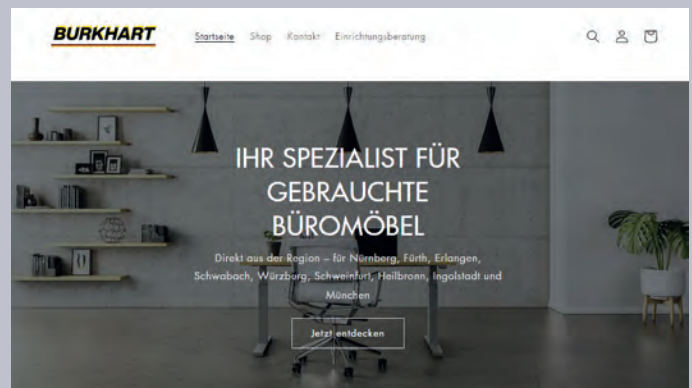 BURKHART
Startseite Shop Kontakt Einrichtungsberatung
IHR SPEZIALIST FÜR
GEBRAUCHTE
BÜROMÖBEL
Direkt aus der Region – für Nürnberg, Fürth, Erlangen,
Schwabach, Würzburg, Schweinfurt, Heilbronn, Ingolstadt und
München
Jetzt entdecken